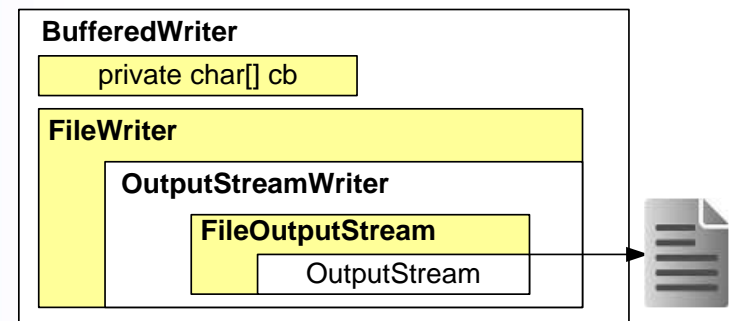 BufferedWriter
private char[] cb
FileWriter
OutputStreamWriter
FileOutputStream
OutputStream